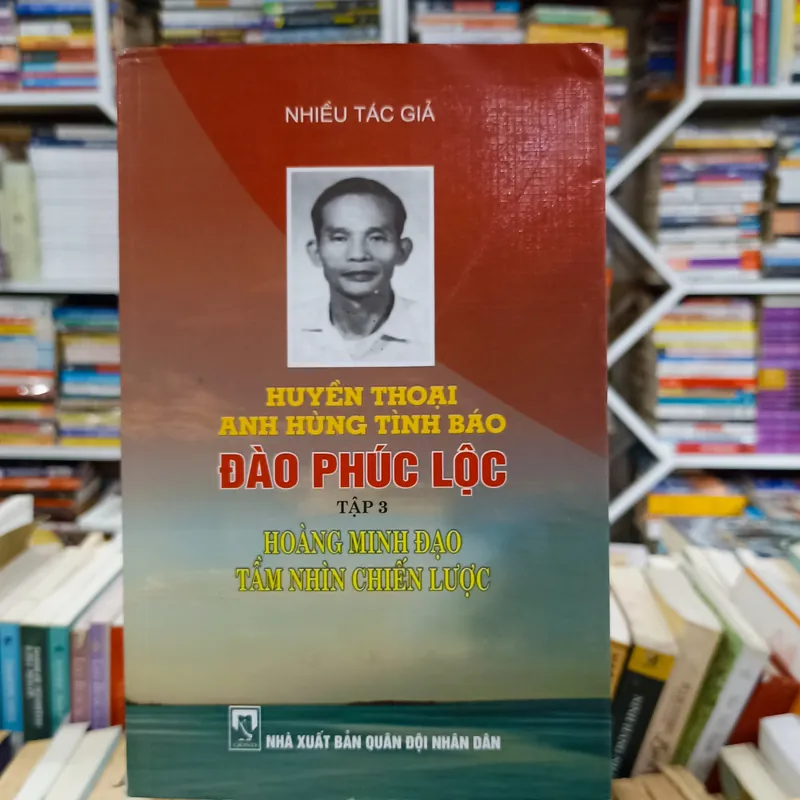 NHIỀU TÁC GIẢ
HUYỀN THOẠI
ANH HÙNG TÌNH BÁO
ĐÀO PHÚC LỘC
TẬP 3
HOÀNG MINH ĐẠO
TẦM NHÌN CHIẾN LƯỢC
NHÀ XUẤT BẢN QUÂN ĐỘI NHÂN DÂN